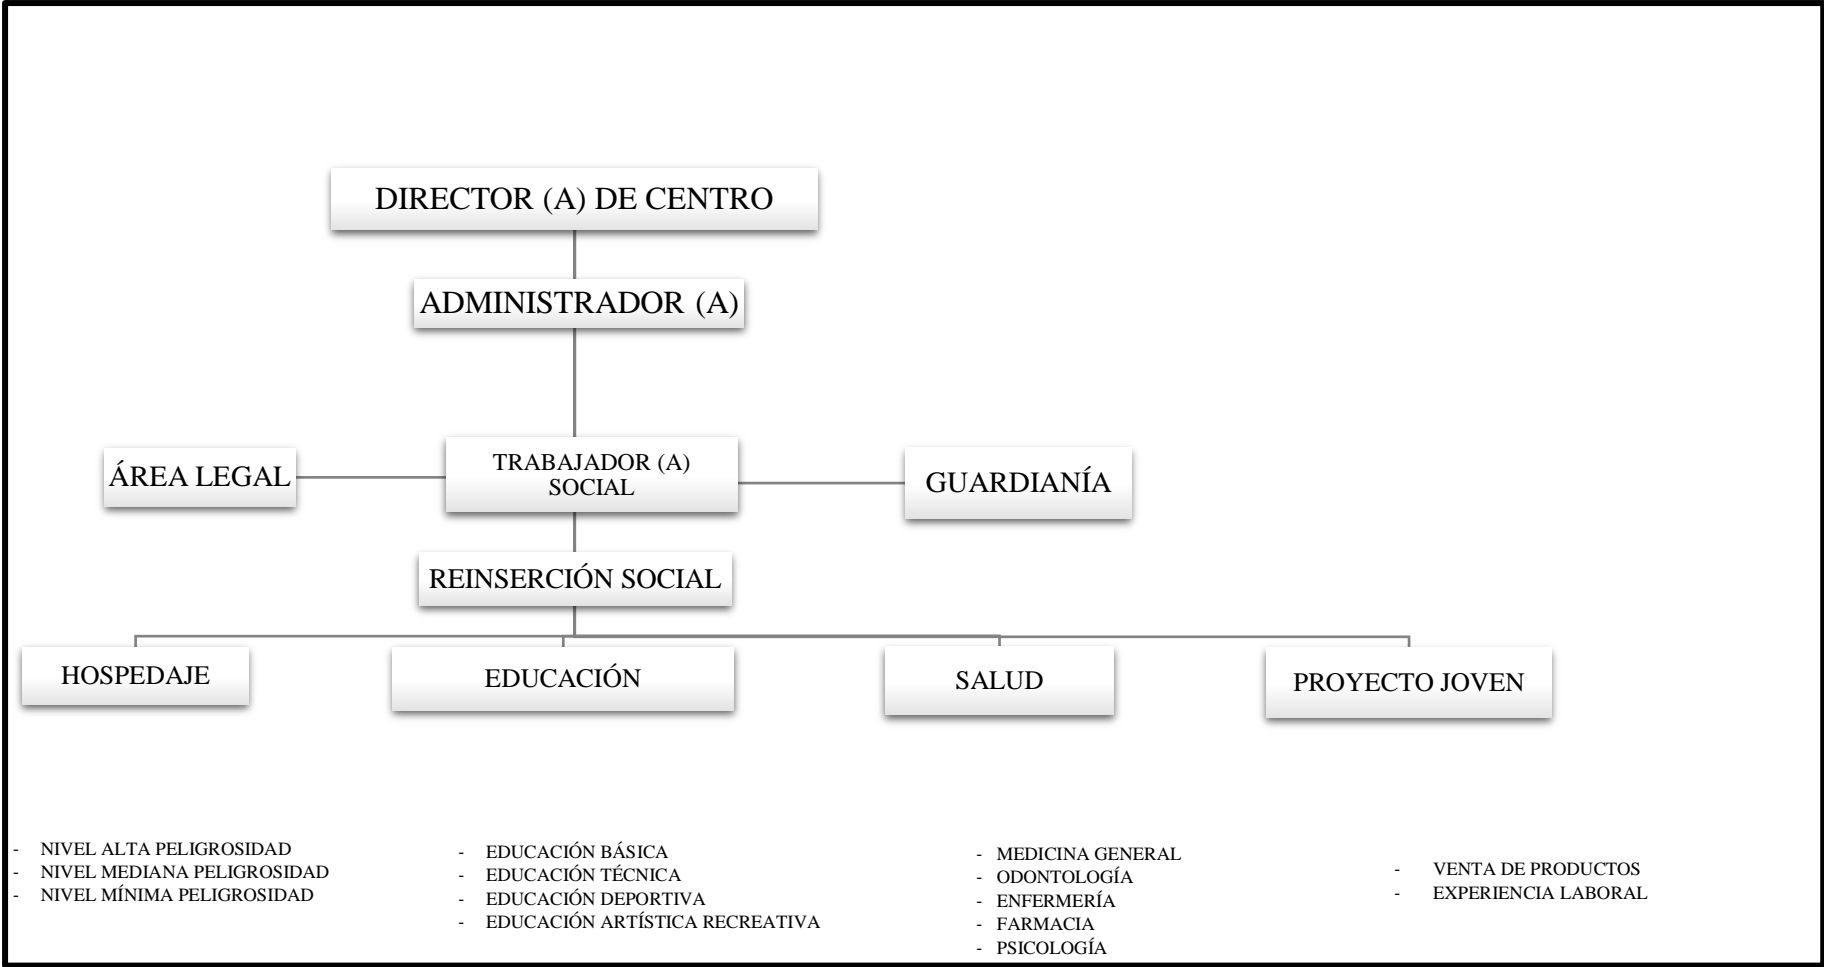 DIRECTOR (A) DE CENTRO
ADMINISTRADOR (A)
ÁREA LEGAL
TRABAJADOR (A)
SOCIAL
GUARDIANÍA
REINSERCIÓN SOCIAL
HOSPEDAJE
EDUCACIÓN
SALUD
PROYECTO JOVEN
- NIVEL ALTA PELIGROSIDAD
- NIVEL MEDIANA PELIGROSIDAD
- NIVEL MÍNIMA PELIGROSIDAD
- EDUCACIÓN BÁSICA
- EDUCACIÓN TÉCNICA
- EDUCACIÓN DEPORTIVA
- EDUCACIÓN ARTÍSTICA RECREATIVA
- MEDICINA GENERAL
- ODONTOLOGÍA
- ENFERMERÍA
- FARMACIA
- PSICOLOGÍA
- VENTA DE PRODUCTOS
- EXPERIENCIA LABORAL